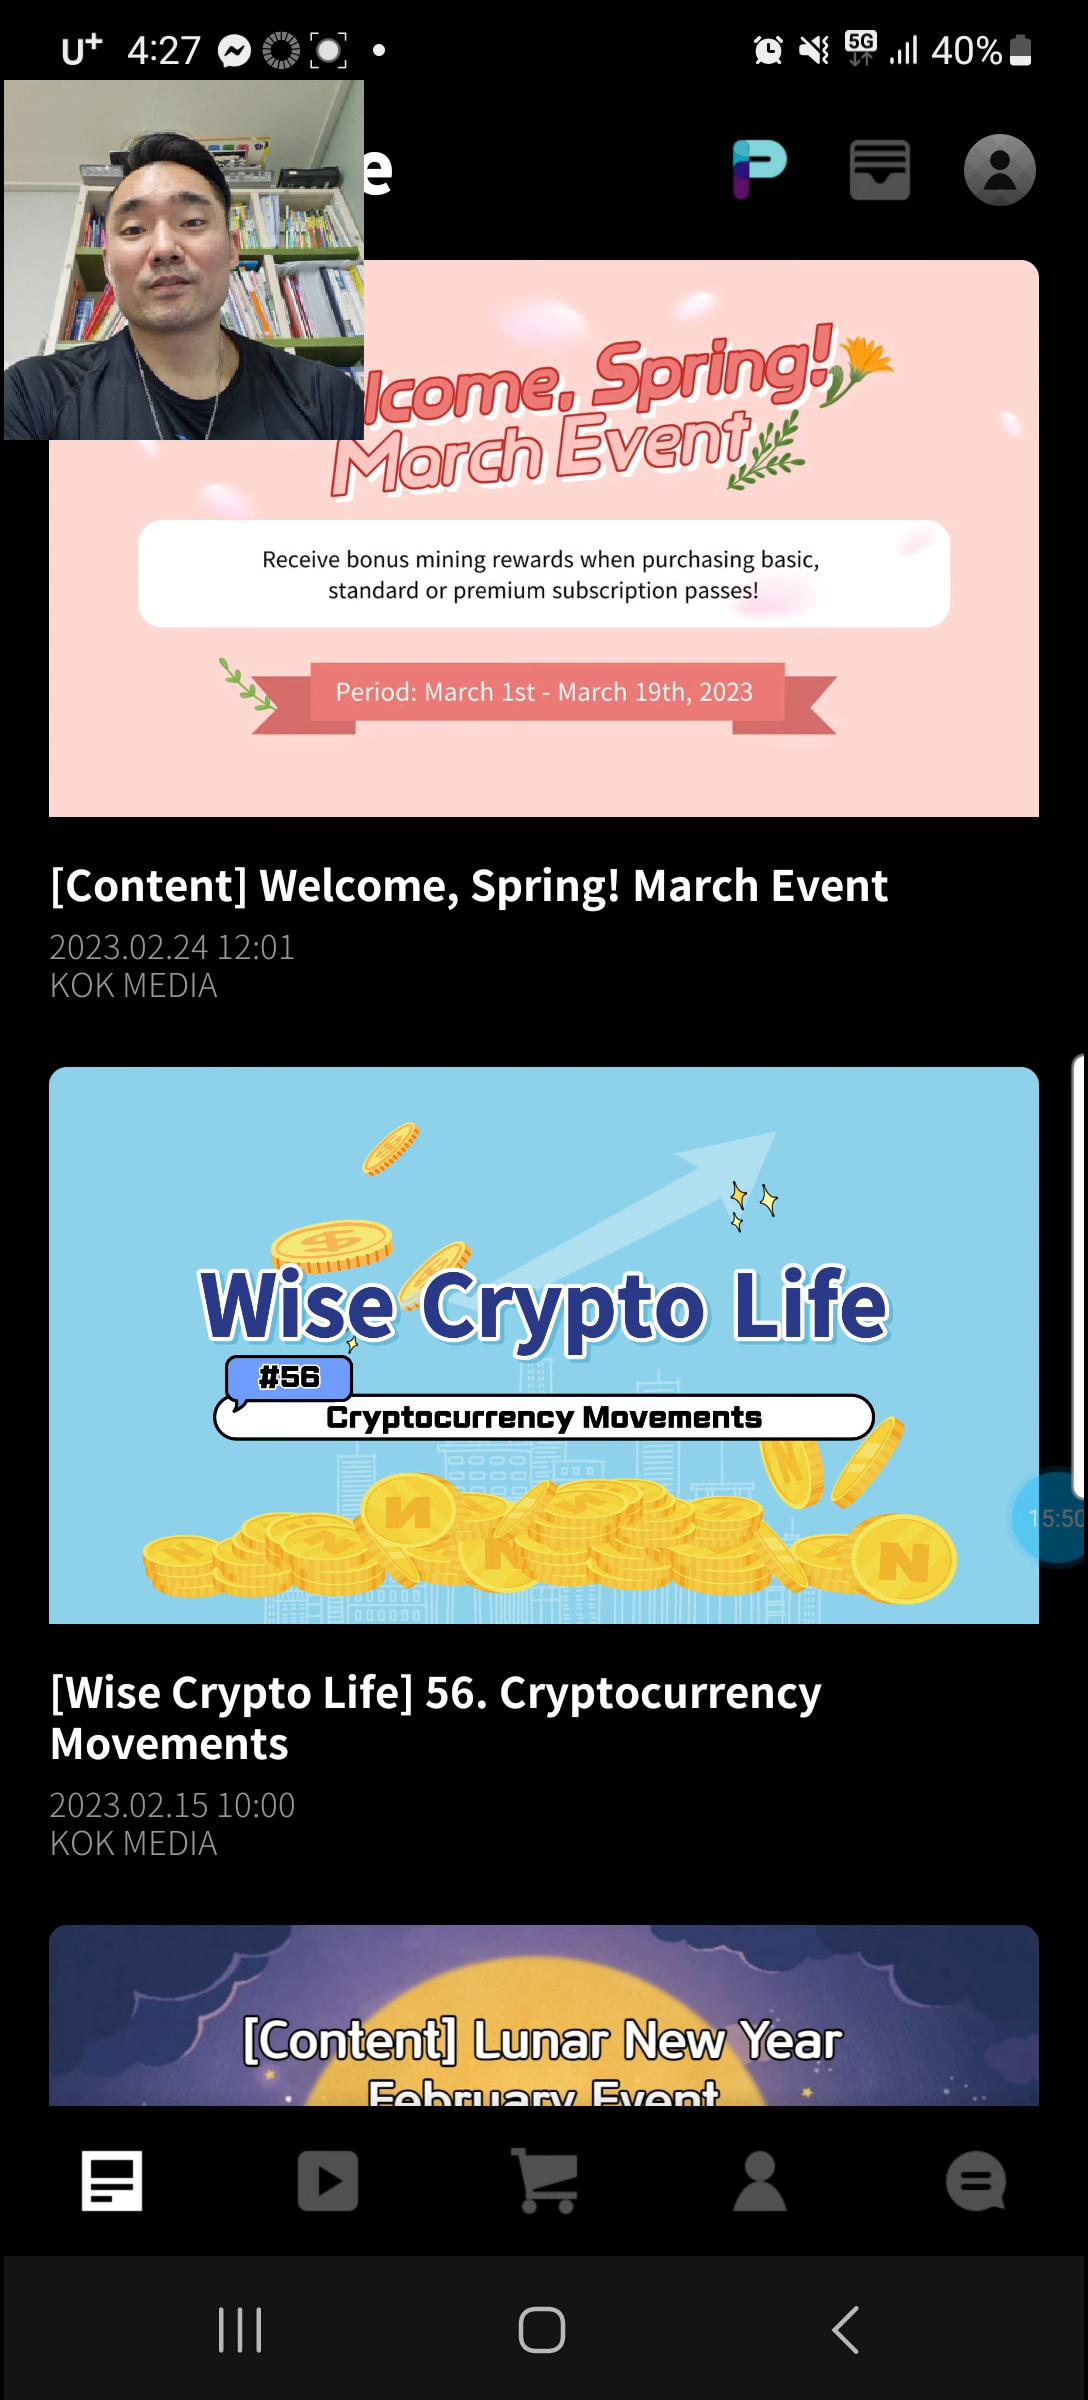 U+ 4:27 5G 40%
e
lcome, Spring!
March Event
Receive bonus mining rewards when purchasing basic,
standard or premium subscription passes!
Period: March 1st - March 19th, 2023
[Content] Welcome, Spring! March Event
2023.02.24 12:01
KOK MEDIA
Wise Crypto Life
#56
Cryptocurrency Movements
N
N
15:50
[Wise Crypto Life] 56. Cryptocurrency
Movements
2023.02.15 10:00
KOK MEDIA
[Content] Lunar New Year
February Event